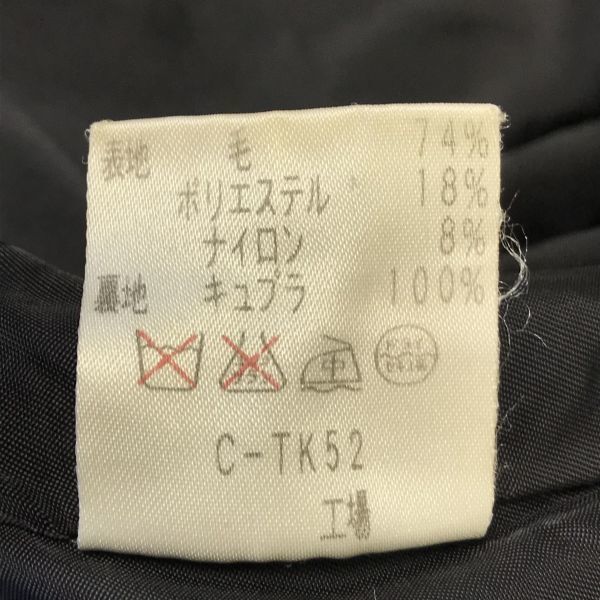 表地 毛 74%
ポリエステル 18%
ナイロン 8%
裏地 キュプラ 100%
中
C-TK52
工場